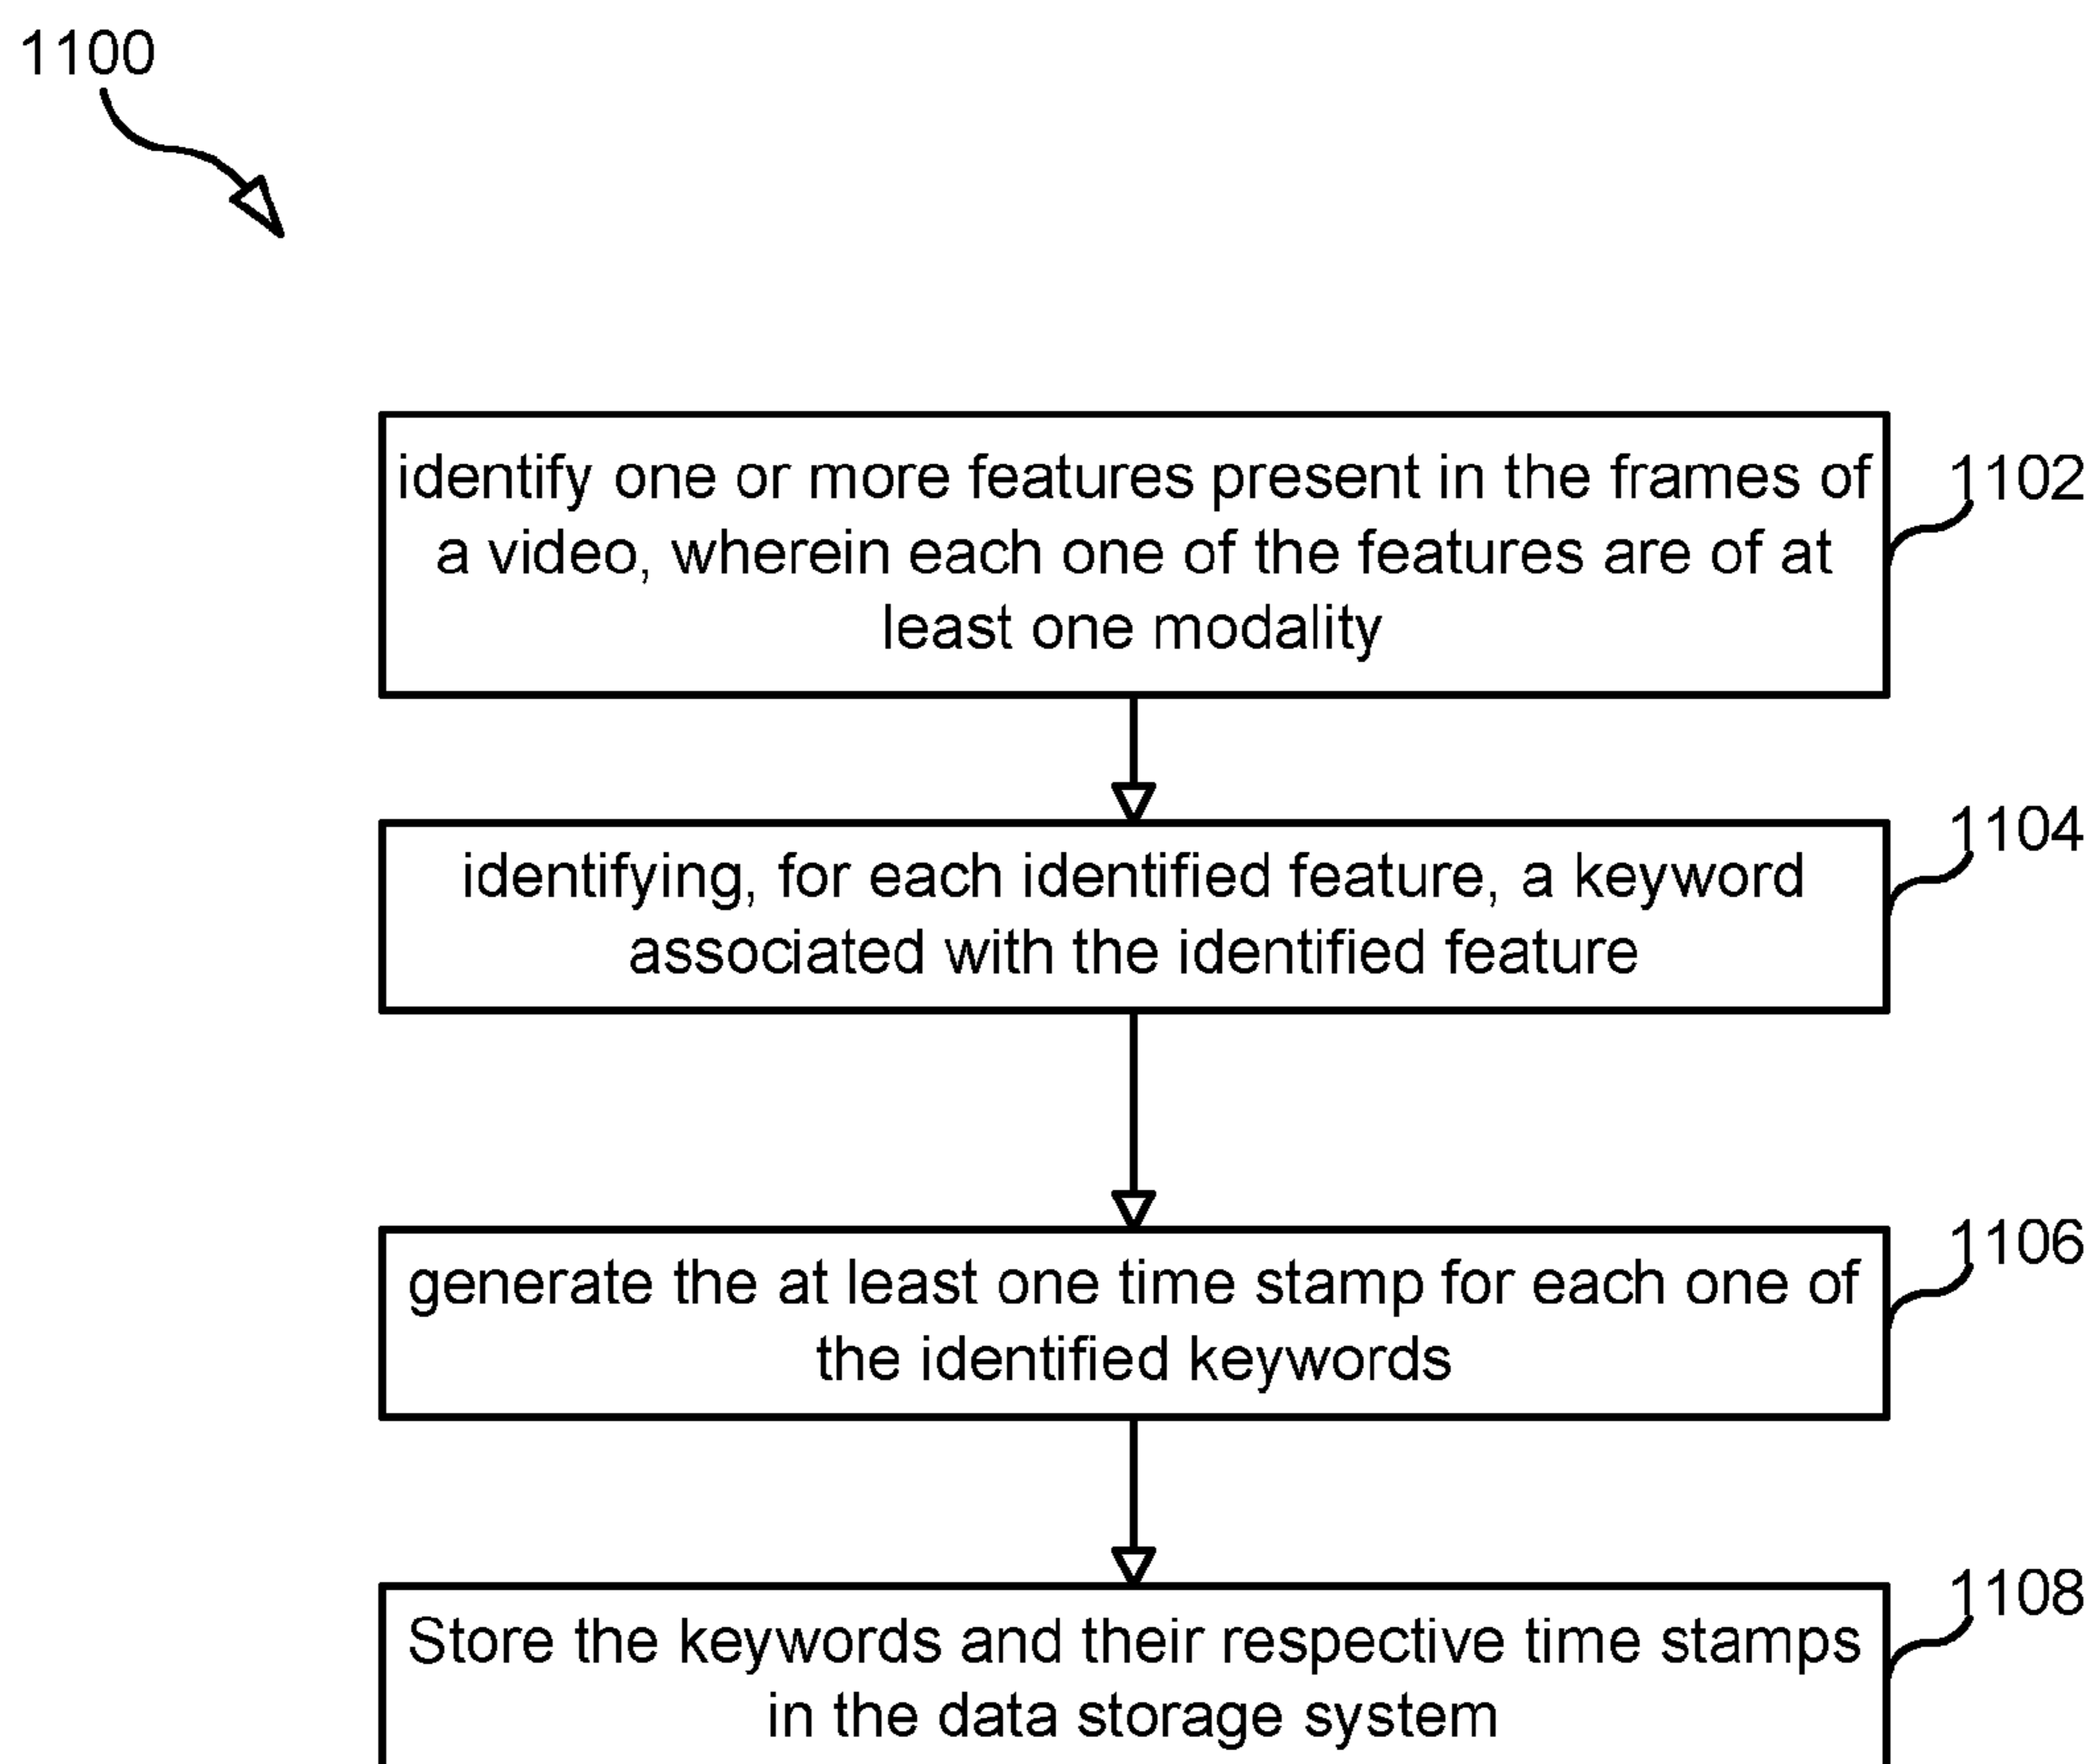 1100
identify one or more features present in the frames of
a video, wherein each one of the features are of at
least one modality
1102
identifying, for each identified feature, a keyword
associated with the identified feature
1104
generate the at least one time stamp for each one of
the identified keywords
1106
Store the keywords and their respective time stamps
in the data storage system
1108